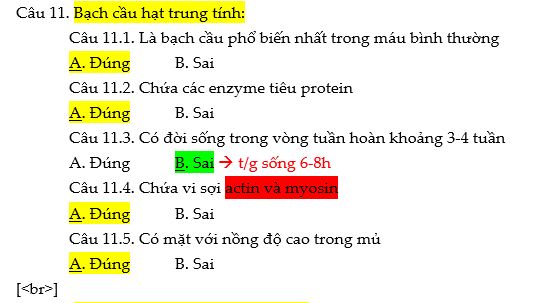 Câu 11. Bạch cầu hạt trung tính:
Câu 11.1. Là bạch cầu phổ biến nhất trong máu bình thường
A. Đúng B. Sai
Câu 11.2. Chứa các enzyme tiêu protein
A. Đúng B. Sai
Câu 11.3. Có đời sống trong vòng tuần hoàn khoảng 3-4 tuần
A. Đúng B. Sai → t/g sống 6-8h
Câu 11.4. Chứa vi sợi actin và myosin
A. Đúng B. Sai
Câu 11.5. Có mặt với nồng độ cao trong mủ
A. Đúng B. Sai
[<br>]